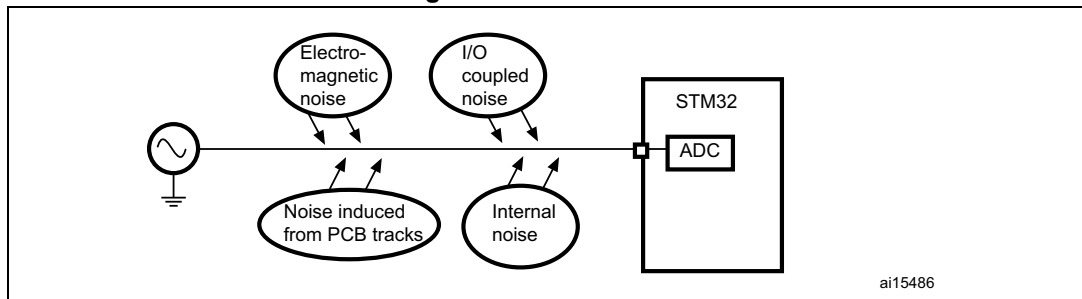 Electro-
magnetic
noise
I/O
coupled
noise
STM32
ADC
Noise induced
from PCB tracks
Internal
noise
ai15486